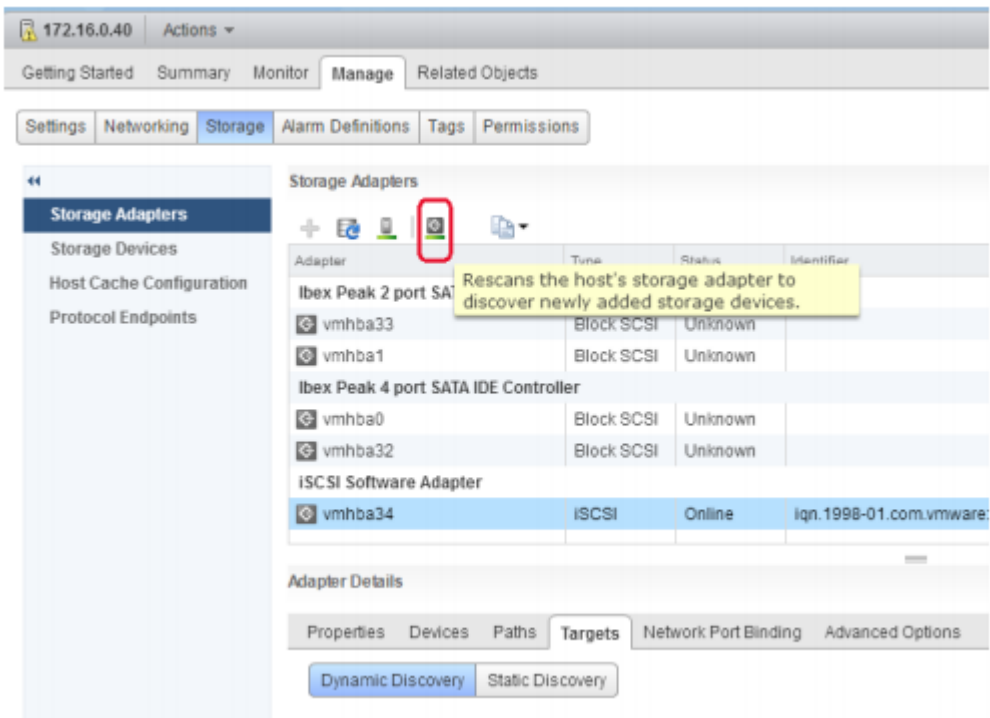 172.16.0.40 Actions
Getting Started Summary Monitor Manage Related Objects
Settings Networking Storage Alarm Definitions Tags Permissions
Storage Adapters
Storage Devices
Host Cache Configuration
Protocol Endpoints
Storage Adapters
Adapter Type Status Identifier
Rescans the host's storage adapter to
discover newly added storage devices.
Ibex Peak 2 port SAT
vmhba33 Block SCSI Unknown
vmhba1 Block SCSI Unknown
Ibex Peak 4 port SATA IDE Controller
vmhba0 Block SCSI Unknown
vmhba32 Block SCSI Unknown
iSCSI Software Adapter
vmhba34 iSCSI Online iqn.1998-01.com.vmware:
Adapter Details
Properties Devices Paths Targets Network Port Binding Advanced Options
Dynamic Discovery Static Discovery